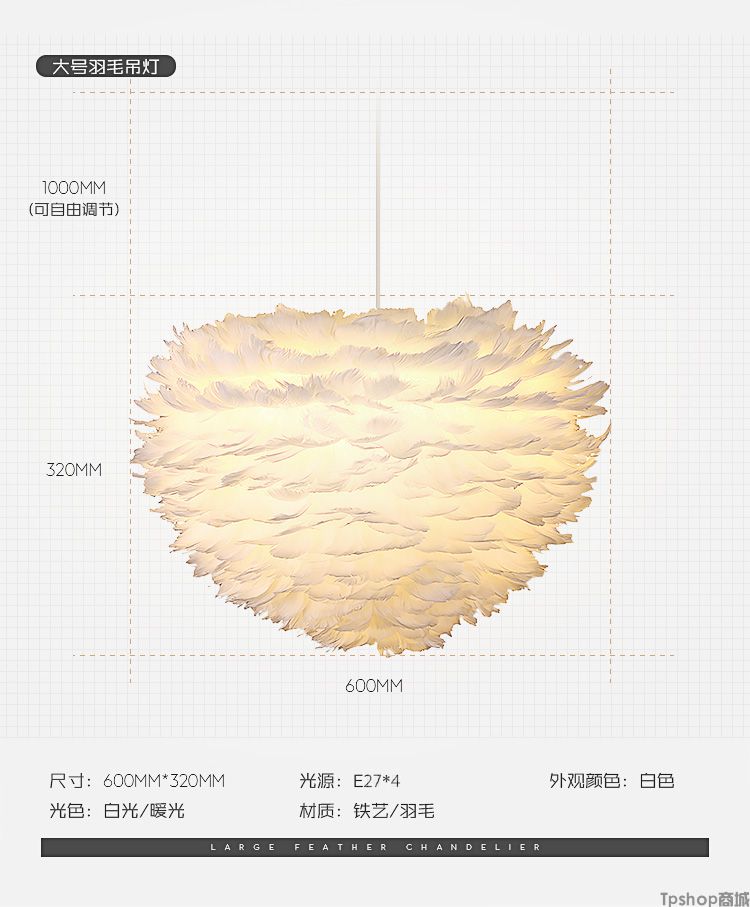 大号羽毛吊灯
1000MM
(可自由调节)
320MM
600MM
尺寸：600MM*320MM 光源：E27*4 外观颜色：白色
光色：白光/暖光 材质：铁艺/羽毛
LARGE FEATHER CHANDELIER
Tpshop商城